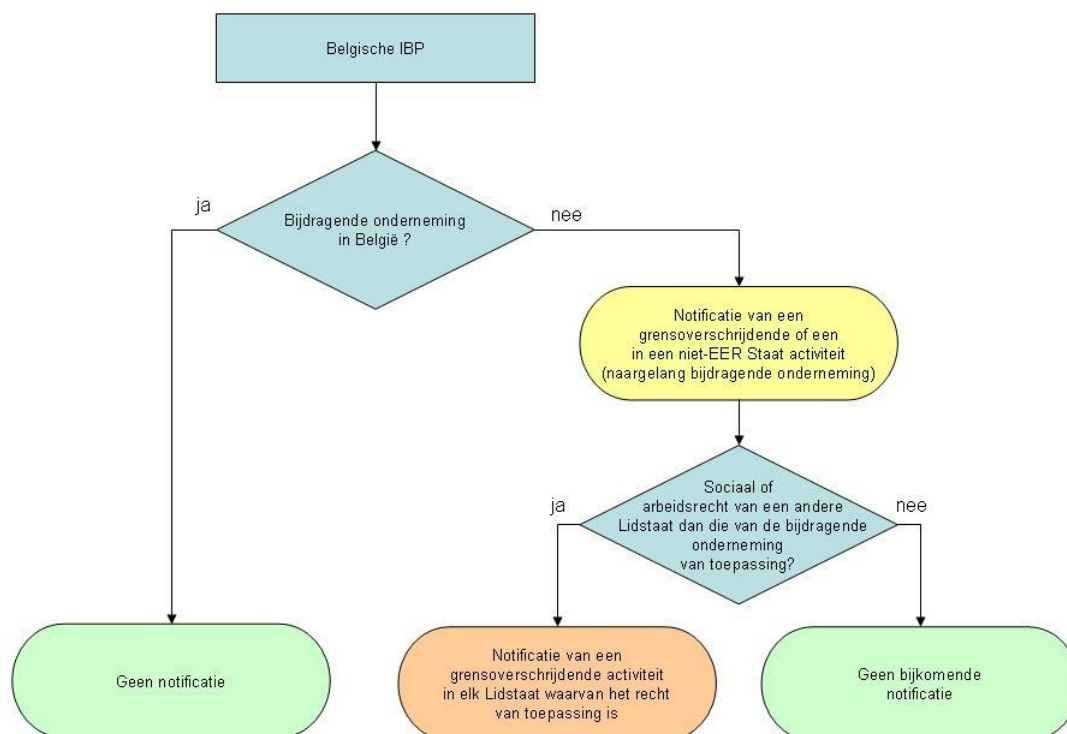 Belgische IBP
Bijdragende onderneming
in België ?
ja
nee
Notificatie van een
grensoverschrijdende of een
in een niet-EER Staat activiteit
(naargelang bijdragende onderneming)
Sociaal of
arbeidsrecht van een andere
Lidstaat dan die van de bijdragende
onderneming
van toepassing?
ja
nee
Geen notificatie
Notificatie van een
grensoverschrijdende activiteit
in elk Lidstaat waarvan het recht
van toepassing is
Geen bijkomende
notificatie